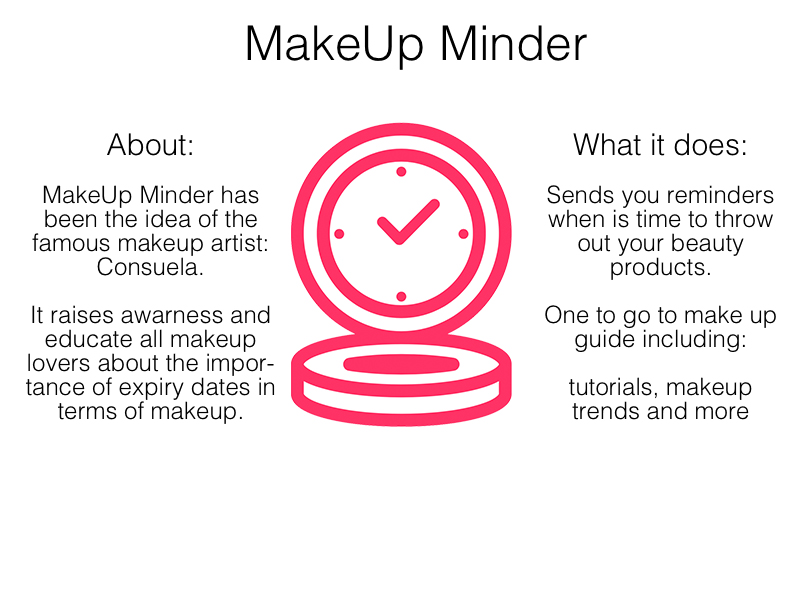 MakeUp Minder
About:
MakeUp Minder has
been the idea of the
famous makeup artist:
Consuela.
It raises awarness and
educate all makeup
lovers about the impor-
tance of expiry dates in
terms of makeup.
What it does:
Sends you reminders
when is time to throw
out your beauty
products.
One to go to make up
guide including:
tutorials, makeup
trends and more